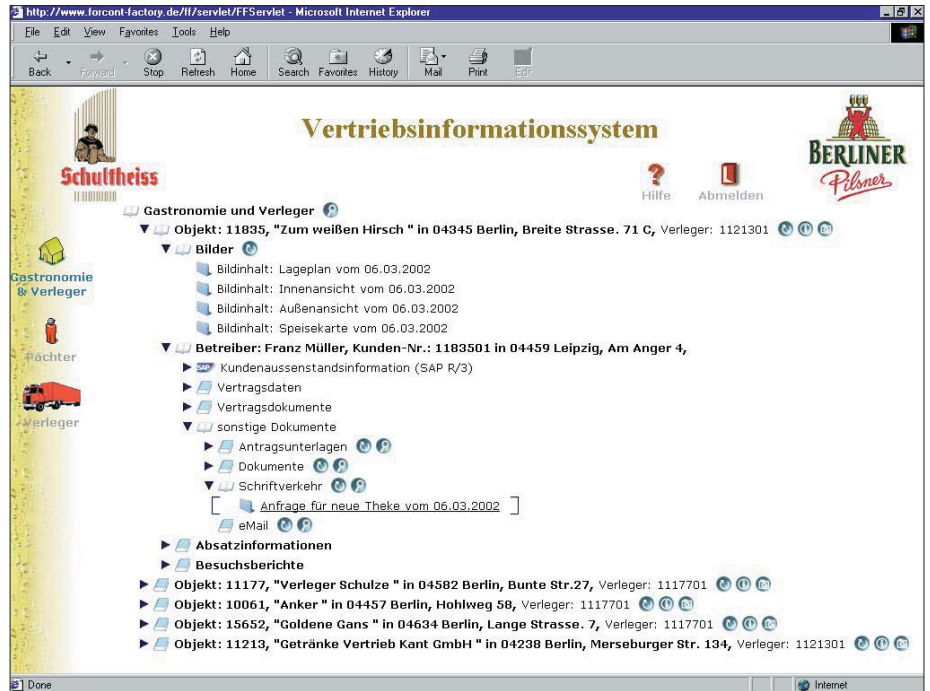 http://www.forcont-factory.de/ff/servlet/FFServlet - Microsoft Internet Explorer
File Edit View Favorites Tools Help
Back Forward Stop Refresh Home Search Favorites History Mail Print Edit
Vertriebsinformationssystem
Schultheiss
BERLINER
Pilsner
Hilfe Abmelden
Gastronomie und Verleger
Objekt: 11835, "Zum weißen Hirsch " in 04345 Berlin, Breite Strasse. 71 C, Verleger: 1121301
Bilder
Bildinhalt: Lageplan vom 06.03.2002
Bildinhalt: Innenansicht vom 06.03.2002
Bildinhalt: Außenansicht vom 06.03.2002
Bildinhalt: Speisekarte vom 06.03.2002
Gastronomie
& Verleger
Pächter
Verleger
Betreiber: Franz Müller, Kunden-Nr.: 1183501 in 04459 Leipzig, Am Anger 4,
SAP Kundenaussenstandsinformation (SAP R/3)
Vertragsdaten
Vertragsdokumente
sonstige Dokumente
Antragsunterlagen
Dokumente
Schriftverkehr
Anfrage für neue Theke vom 06.03.2002
eMail
Absatzinformationen
Besuchsberichte
Objekt: 11177, "Verleger Schulze " in 04582 Berlin, Bunte Str.27, Verleger: 1117701
Objekt: 10061, "Anker " in 04457 Berlin, Hohlweg 58, Verleger: 1117701
Objekt: 15652, "Goldene Gans " in 04634 Berlin, Lange Strasse. 7, Verleger: 1117701
Objekt: 11213, "Getränke Vertrieb Kant GmbH " in 04238 Berlin, Merseburger Str. 134, Verleger: 1121301
Done Internet